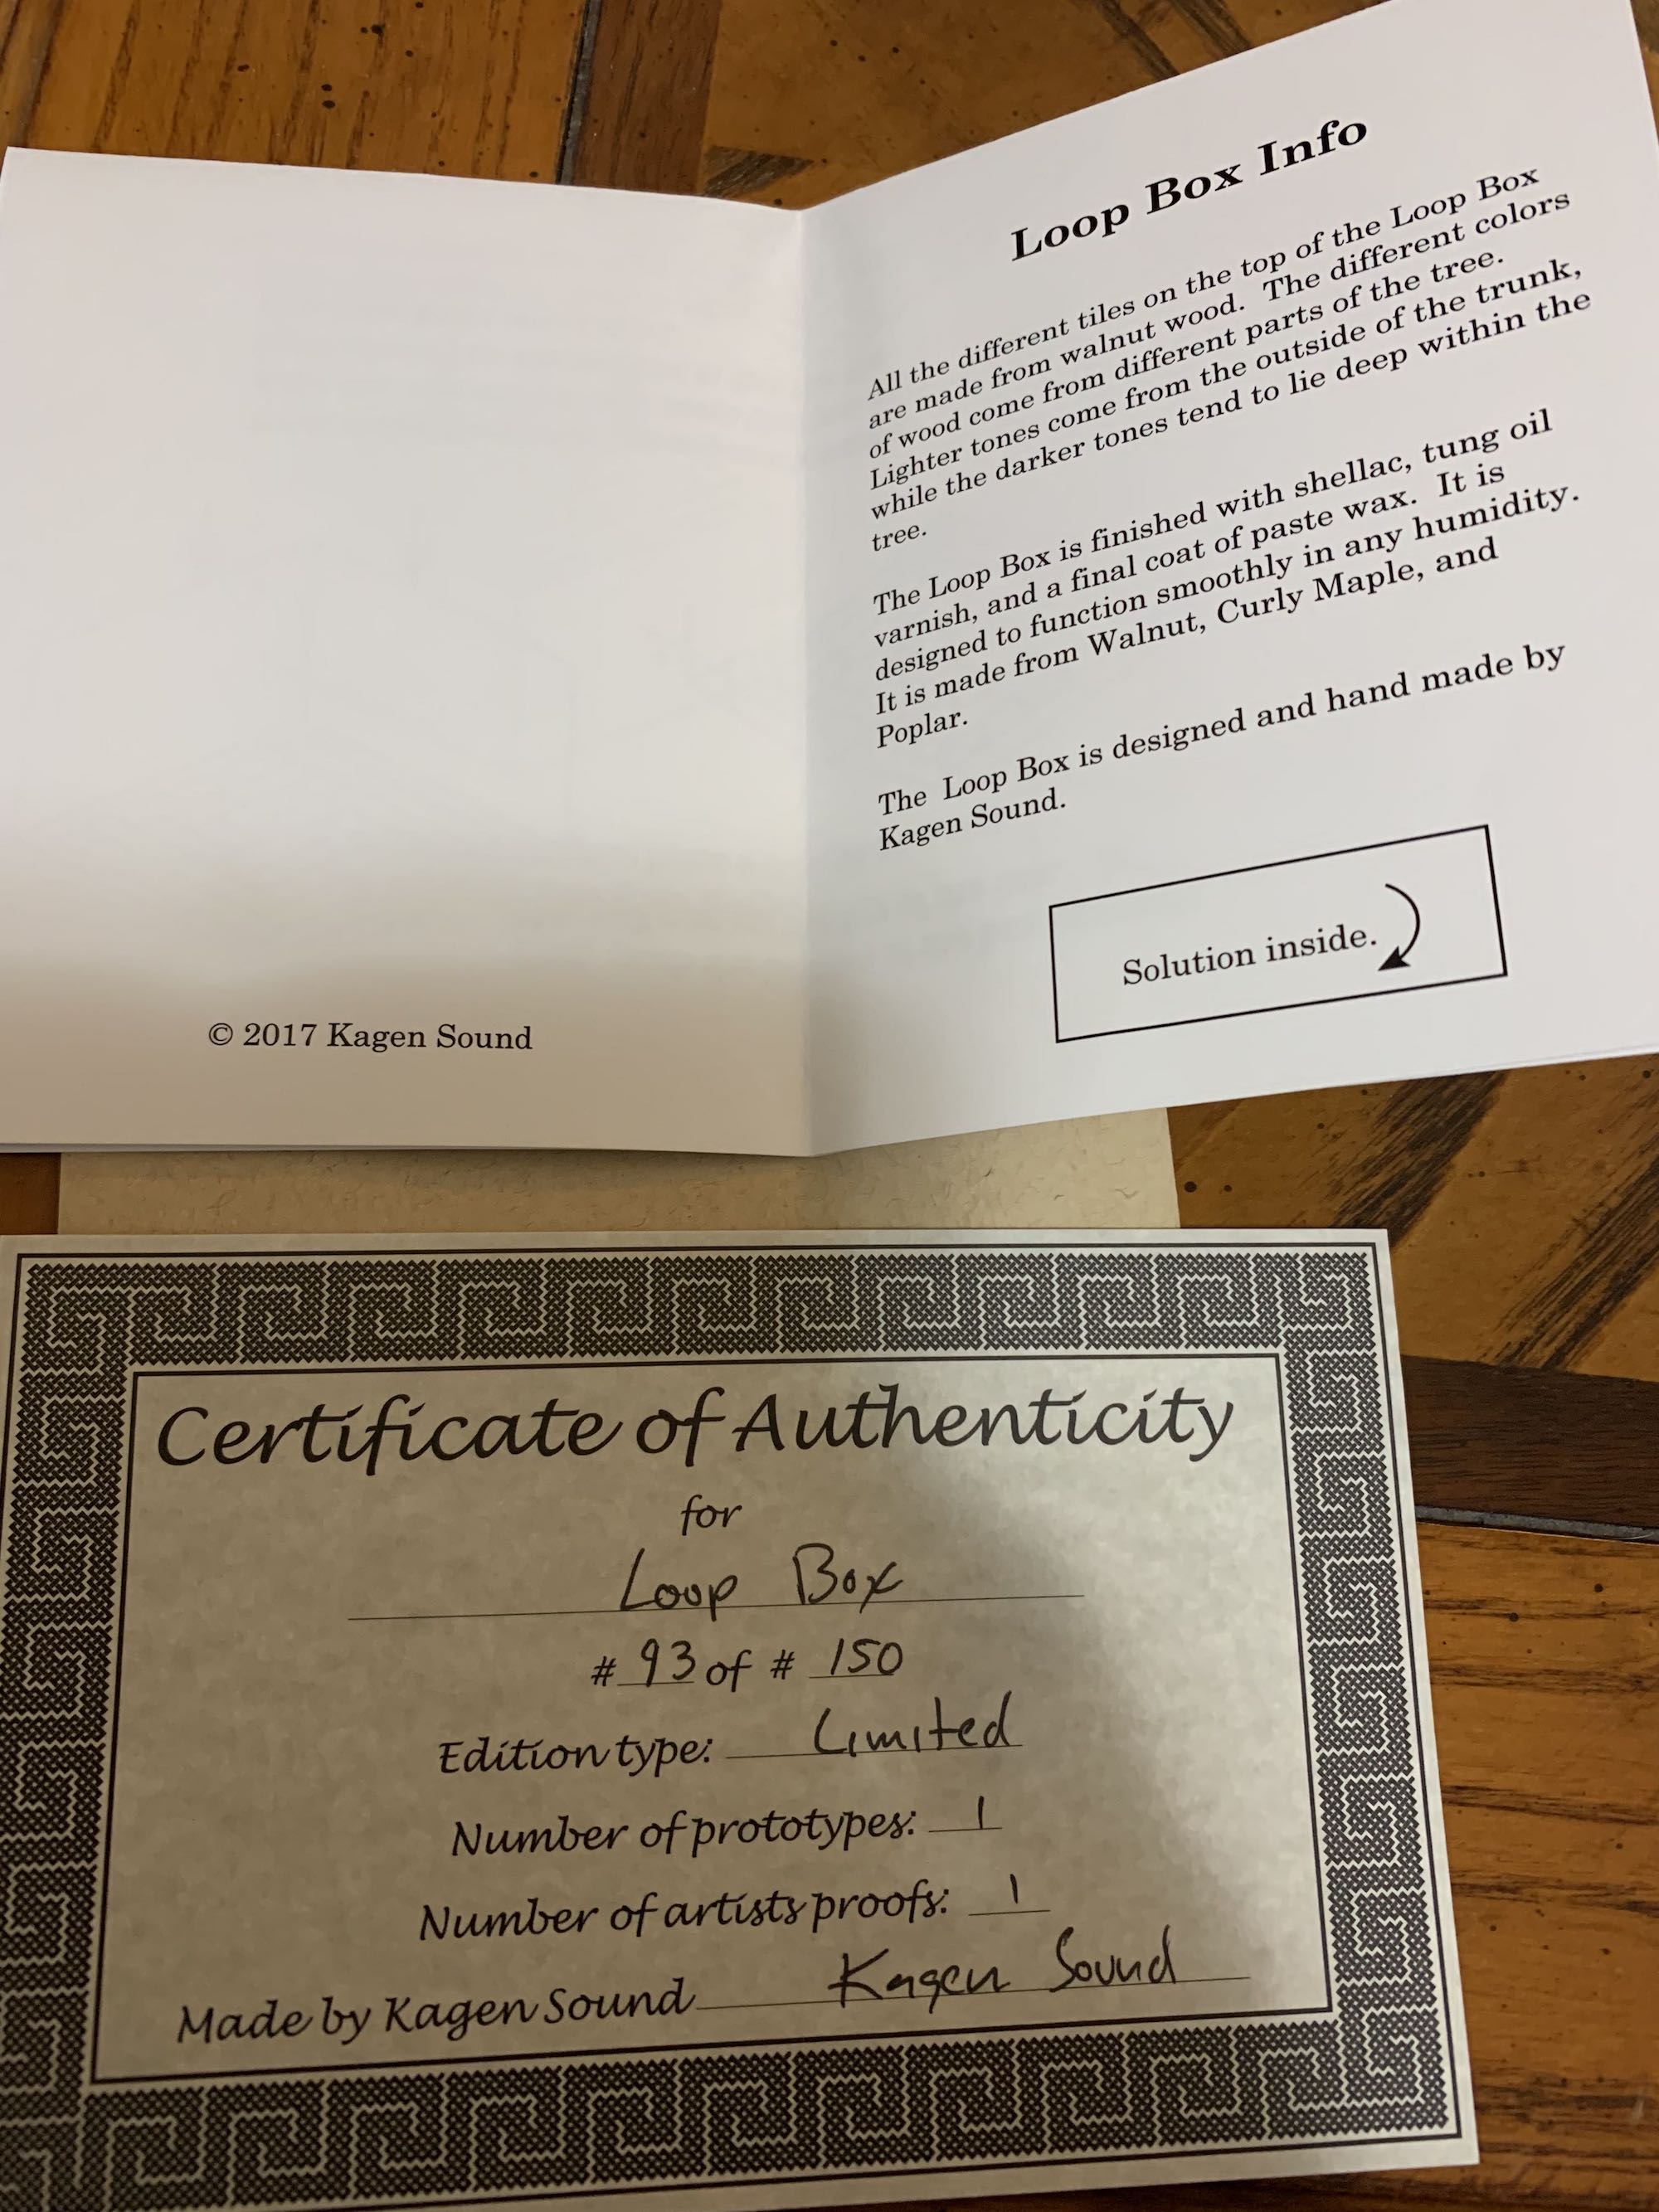 Loop Box Info
All the different tiles on the top of the Loop Box
are made from walnut wood. The different colors
of wood come from different parts of the tree.
Lighter tones come from the outside of the trunk,
while the darker tones tend to lie deep within the
tree.
The Loop Box is finished with shellac, tung oil
varnish, and a final coat of paste wax. It is
designed to function smoothly in any humidity.
It is made from Walnut, Curly Maple, and
Poplar.
The Loop Box is designed and hand made by
Kagen Sound.
Solution inside.
© 2017 Kagen Sound
Certificate of Authenticity
for
Loop Box
# 93 of # 150
Edition type: Limited
Number of prototypes: 1
Number of artists proofs: 1
Made by Kagen Sound Kagen Sound